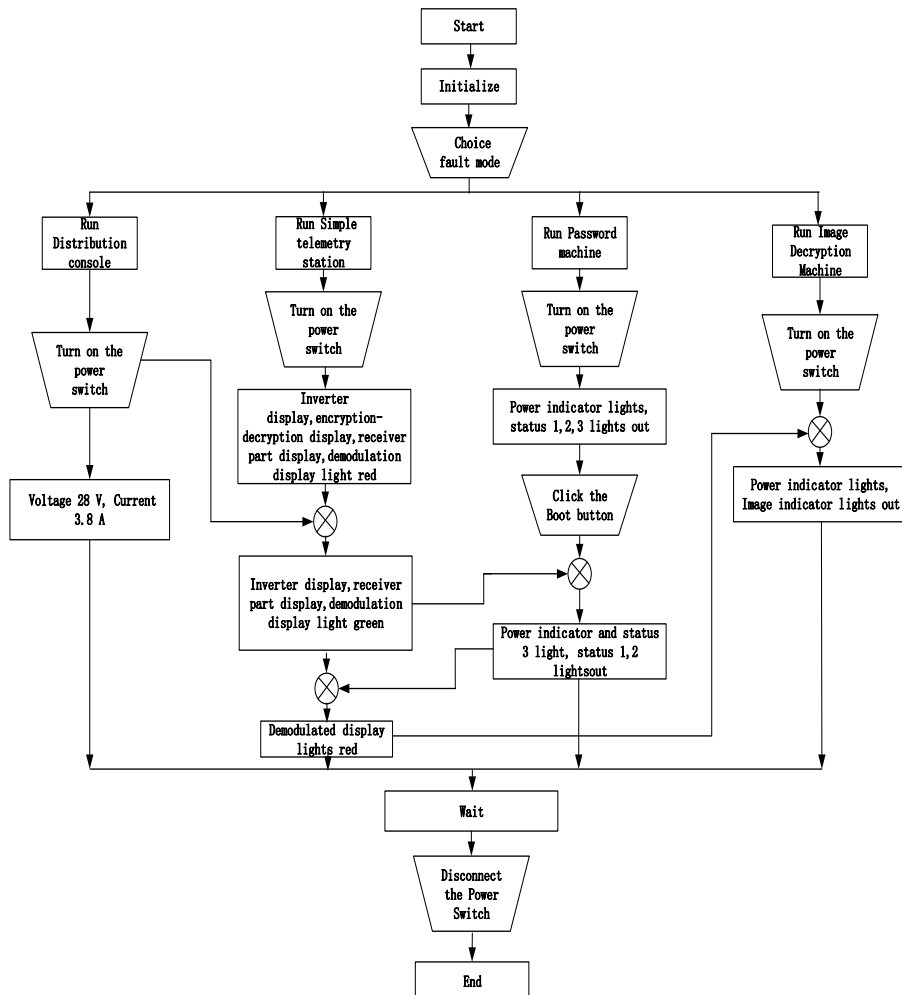 Start
Initialize
Choice
fault mode
Run
Distribution
console
Run Simple
telemetry
station
Run Password
machine
Run Image
Decryption
Machine
Turn on the
power
switch
Turn on the
power
switch
Turn on the
power
switch
Turn on the
power
switch
Inverter
display,encryption-
decryption display,receiver
part display,demodulation
display light red
Power indicator lights,
status 1,2,3 lights out
Voltage 28 V, Current
3.8 A
Click the
Boot button
Power indicator lights,
Image indicator lights out
Inverter display,receiver
part display,demodulation
display light green
Power indicator and status
3 light, status 1,2
lightsout
Demodulated display
lights red
Wait
Disconnect
the Power
Switch
End